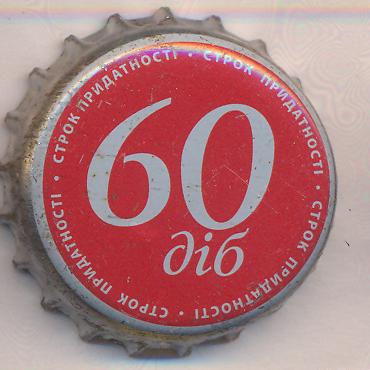 60
діб
СТРОК ПРИДАТНОСТІ • СТРОК ПРИДАТНОСТІ • СТРОК ПРИДАТНОСТІ • СТРОК ПРИДАТНОСТІ •